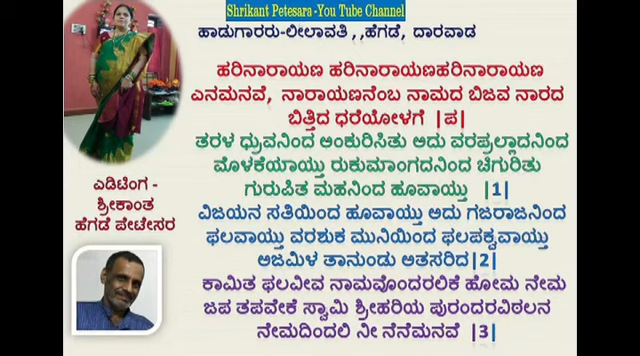 Shrikant Petesara -You Tube Channel
ಹಾಡುಗಾರರು-ಲೀಲಾವತಿ , ,ಹೆಗಡೆ, ದಾರವಾಡ
ಹರಿನಾರಾಯಣ ಹರಿನಾರಾಯಣಹರಿನಾರಾಯಣ
ಎನಮನವೆ, ನಾರಾಯಣನೆಂಬ ನಾಮದ ಬಿಜವ ನಾರದ
ಬಿತ್ತಿದ ಧರೆಯೋಳಗೆ |ಪ|
ತರಳ ಧ್ರುವನಿಂದ ಅಂಕುರಿಸಿತು ಅದು ವರಪ್ರಲ್ಲಾದನಿಂದ
ಮೊಳಕೆಯಾಯ್ತು ರುಕುಮಾಂಗದನಿಂದ ಚಿಗುರಿತು
ಗುರುಪಿತ ಮಹನಿಂದ ಹೂವಾಯ್ತು |1|
ವಿಜಯನ ಸತಿಯಿಂದ ಹೂವಾಯ್ತು ಅದು ಗಜರಾಜನಿಂದ
ಫಲವಾಯ್ತು ವರಶುಕ ಮುನಿಯಿಂದ ಫಲಪಕ್ವವಾಯ್ತು
ಅಜಮಿಳ ತಾನುಂಡು ಆತಸರಿದ|2|
ಕಾಮಿತ ಫಲವೀವ ನಾಮವೊಂದರಲಿಕೆ ಹೋಮ ನೇಮ
ಜಪ ತಪವೇಕೆ ಸ್ವಾಮಿ ಶ್ರೀಹರಿಯ ಪುರಂದರವಿಠಲನ
ನೇಮದಿಂದಲಿ ನೀ ನೆನೆಮನವೆ |3|
ಎಡಿಟಿಂಗ -
ಶ್ರೀಕಾಂತ
ಹೆಗಡೆ ಪೇಟೇಸರ